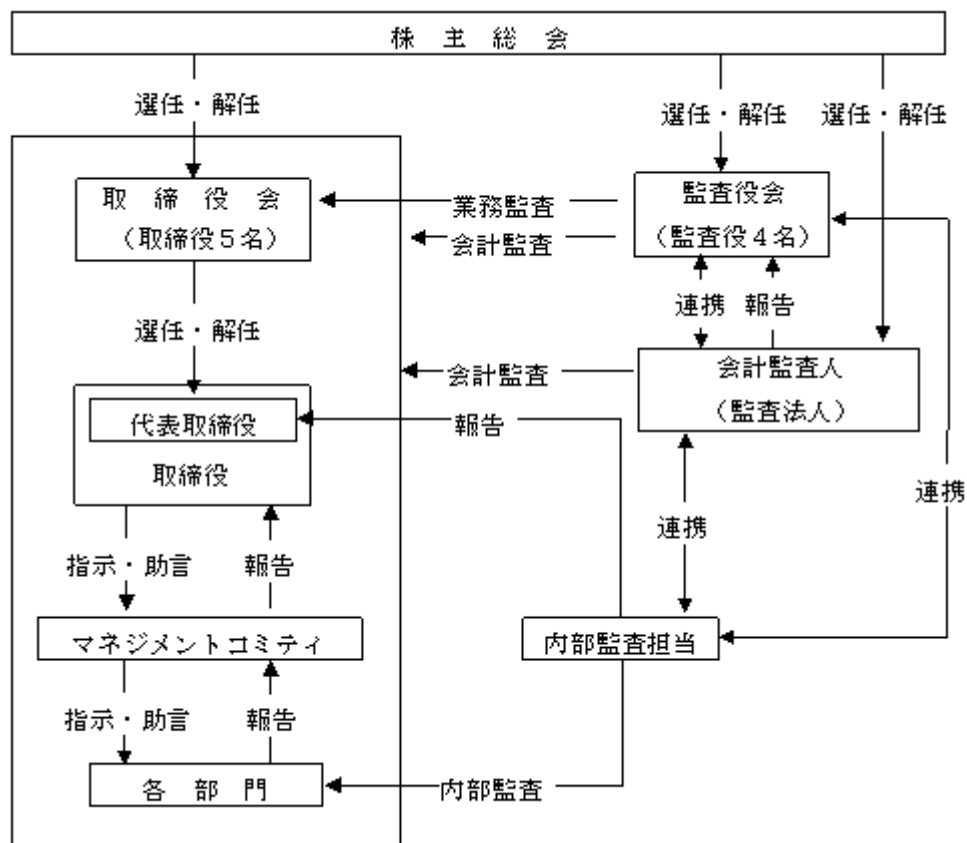 株 主 総 会
選任・解任
選任・解任
選任・解任
取 締 役 会
(取締役5名)
業務監査
会計監査
監査役会
(監査役4名)
連携
報告
選任・解任
会計監査
会計監査人
(監査法人)
代表取締役
取締役
報告
連携
連携
指示・助言
報告
マネジメントコミティ
内部監査担当
指示・助言
報告
各 部 門
内部監査